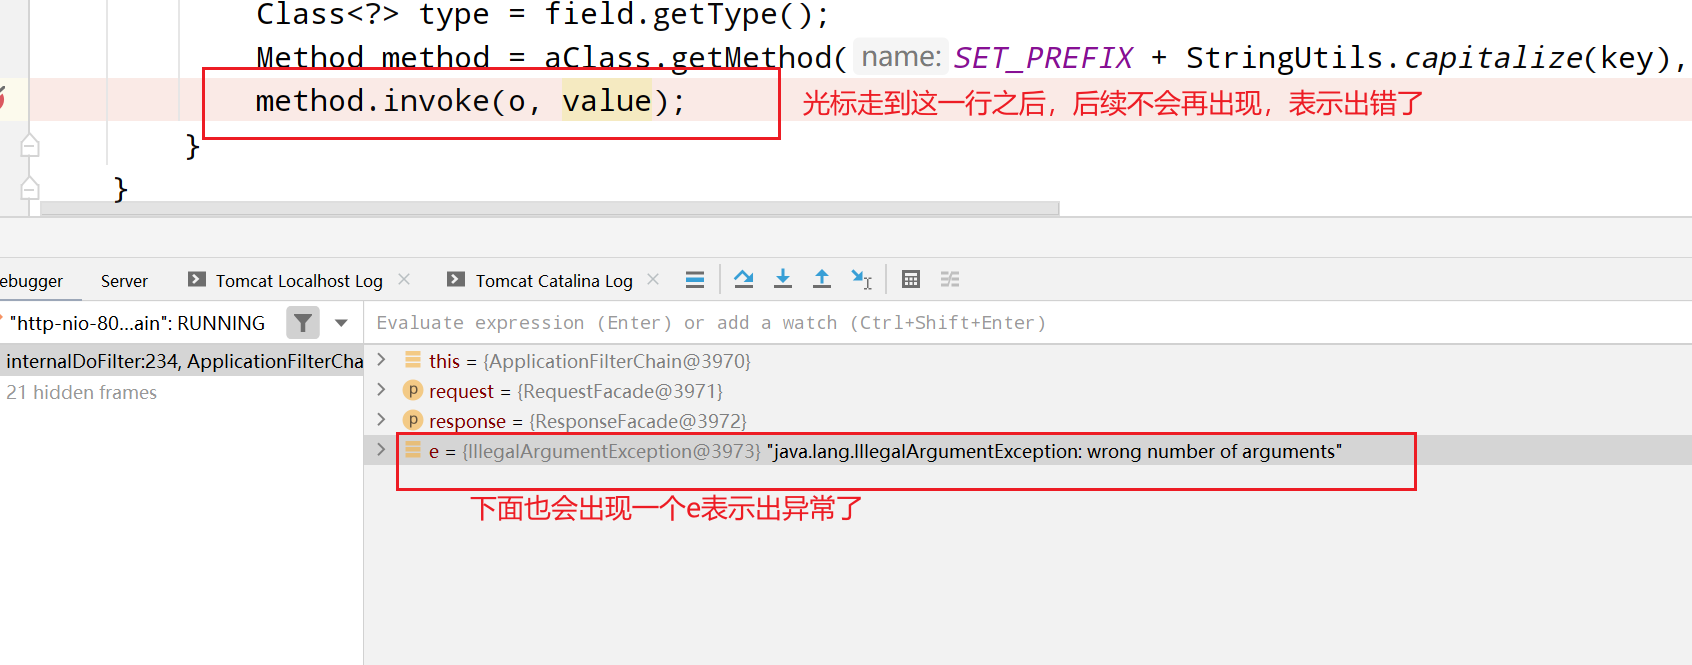 Class<?> type = field.getType();
Method method = aClass.getMethod( name: SET_PREFIX + StringUtils.capitalize(key),
method.invoke(o, value); 光标走到这一行之后，后续不会再出现，表示出错了
}
}
ebugger Server Tomcat Localhost Log Tomcat Catalina Log
"http-nio-80...ain": RUNNING Evaluate expression (Enter) or add a watch (Ctrl+Shift+Enter)
internalDoFilter:234, ApplicationFilterCha this = {ApplicationFilterChain@3970}
21 hidden frames p request = {RequestFacade@3971}
p response = {ResponseFacade@3972}
e = {IllegalArgumentException@3973} "java.lang.IllegalArgumentException: wrong number of arguments"
下面也会出现一个e表示出异常了